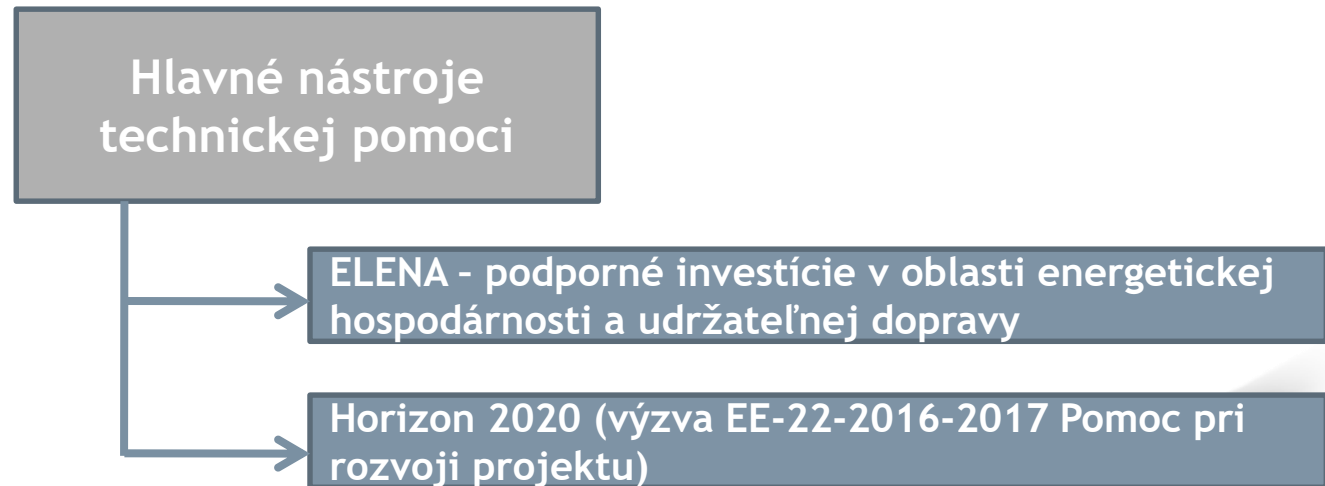 Hlavné nástroje
technickej pomoci
ELENA – podporné investície v oblasti energetickej
hospodárnosti a udržateľnej dopravy
Horizon 2020 (výzva EE-22-2016-2017 Pomoc pri
rozvoji projektu)